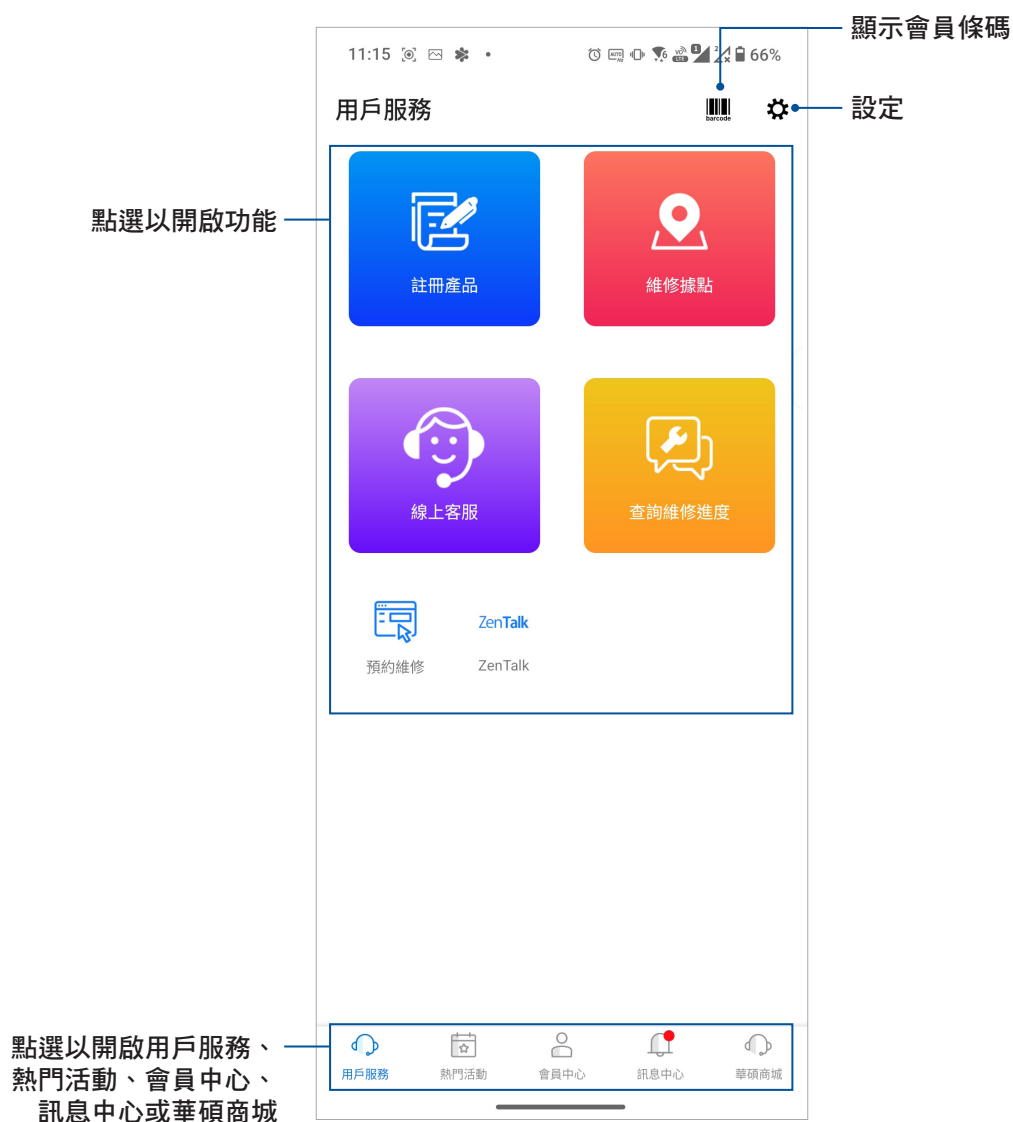 顯示會員條碼
11:15
66%
用戶服務
barcode
設定
點選以開啟功能
註冊產品
維修據點
線上客服
查詢維修進度
ZenTalk
預約維修
ZenTalk
點選以開啟用戶服務、
熱門活動、會員中心、
訊息中心或華碩商城
用戶服務
熱門活動
會員中心
訊息中心
華碩商城